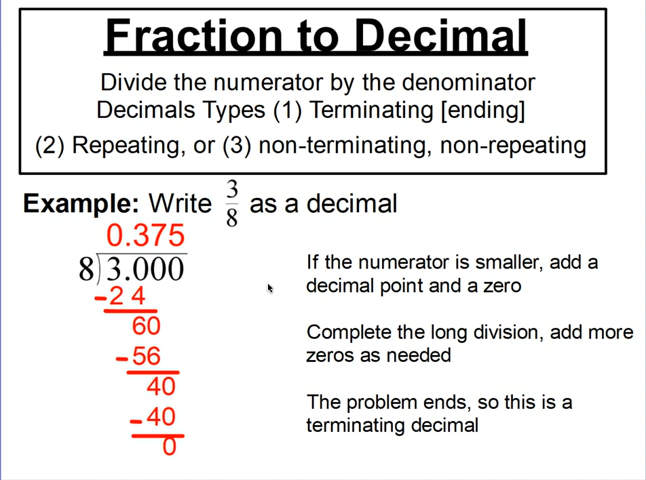 Fraction to Decimal
Divide the numerator by the denominator
Decimals Types (1) Terminating [ending]
(2) Repeating, or (3) non-terminating, non-repeating
Example: Write 3/8 as a decimal
0.375
8)3.000
-2 4
60
-56
40
-40
0
If the numerator is smaller, add a
decimal point and a zero
Complete the long division, add more
zeros as needed
The problem ends, so this is a
terminating decimal